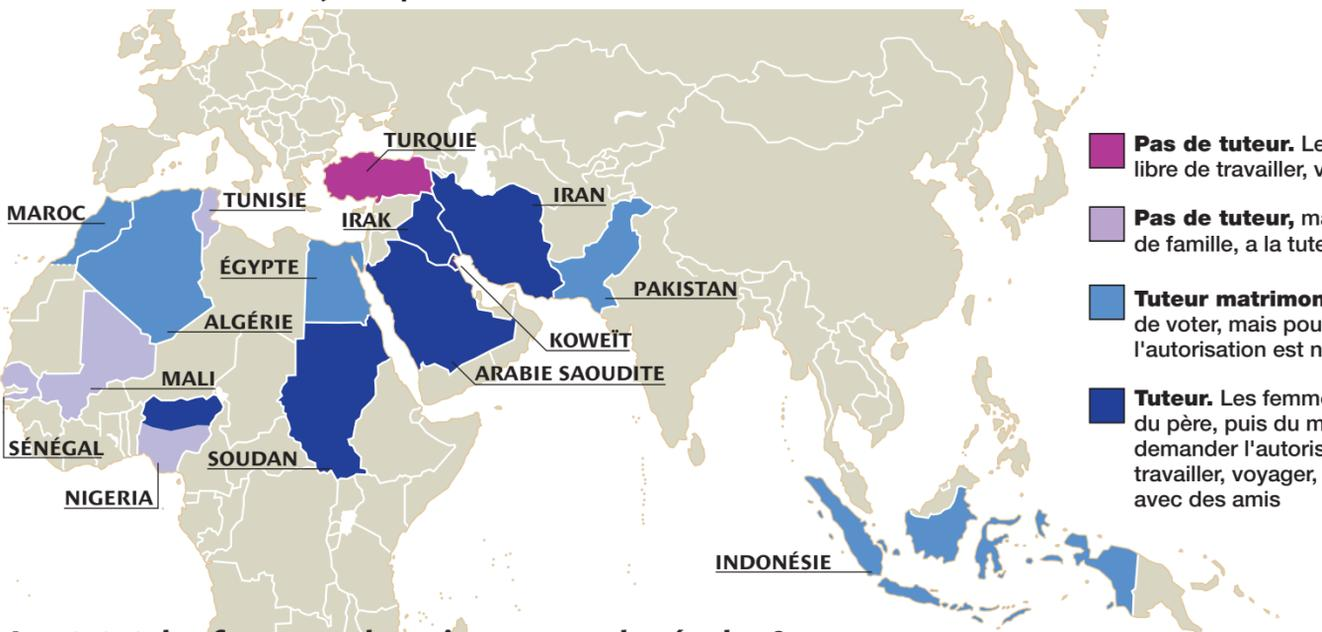 TURQUIE
MAROC
TUNISIE
IRAK
IRAN
ÉGYPTE
PAKISTAN
ALGÉRIE
KOWEÏT
MALI
ARABIE SAOUDITE
SÉNÉGAL
SOUDAN
NIGERIA
INDONÉSIE
Pas de tuteur. Le
libre de travailler, v
Pas de tuteur, ma
de famille, a la tute
Tuteur matrimon
de voter, mais pou
l'autorisation est n
Tuteur. Les femme
du père, puis du m
demander l'autoris
travailler, voyager,
avec des amis